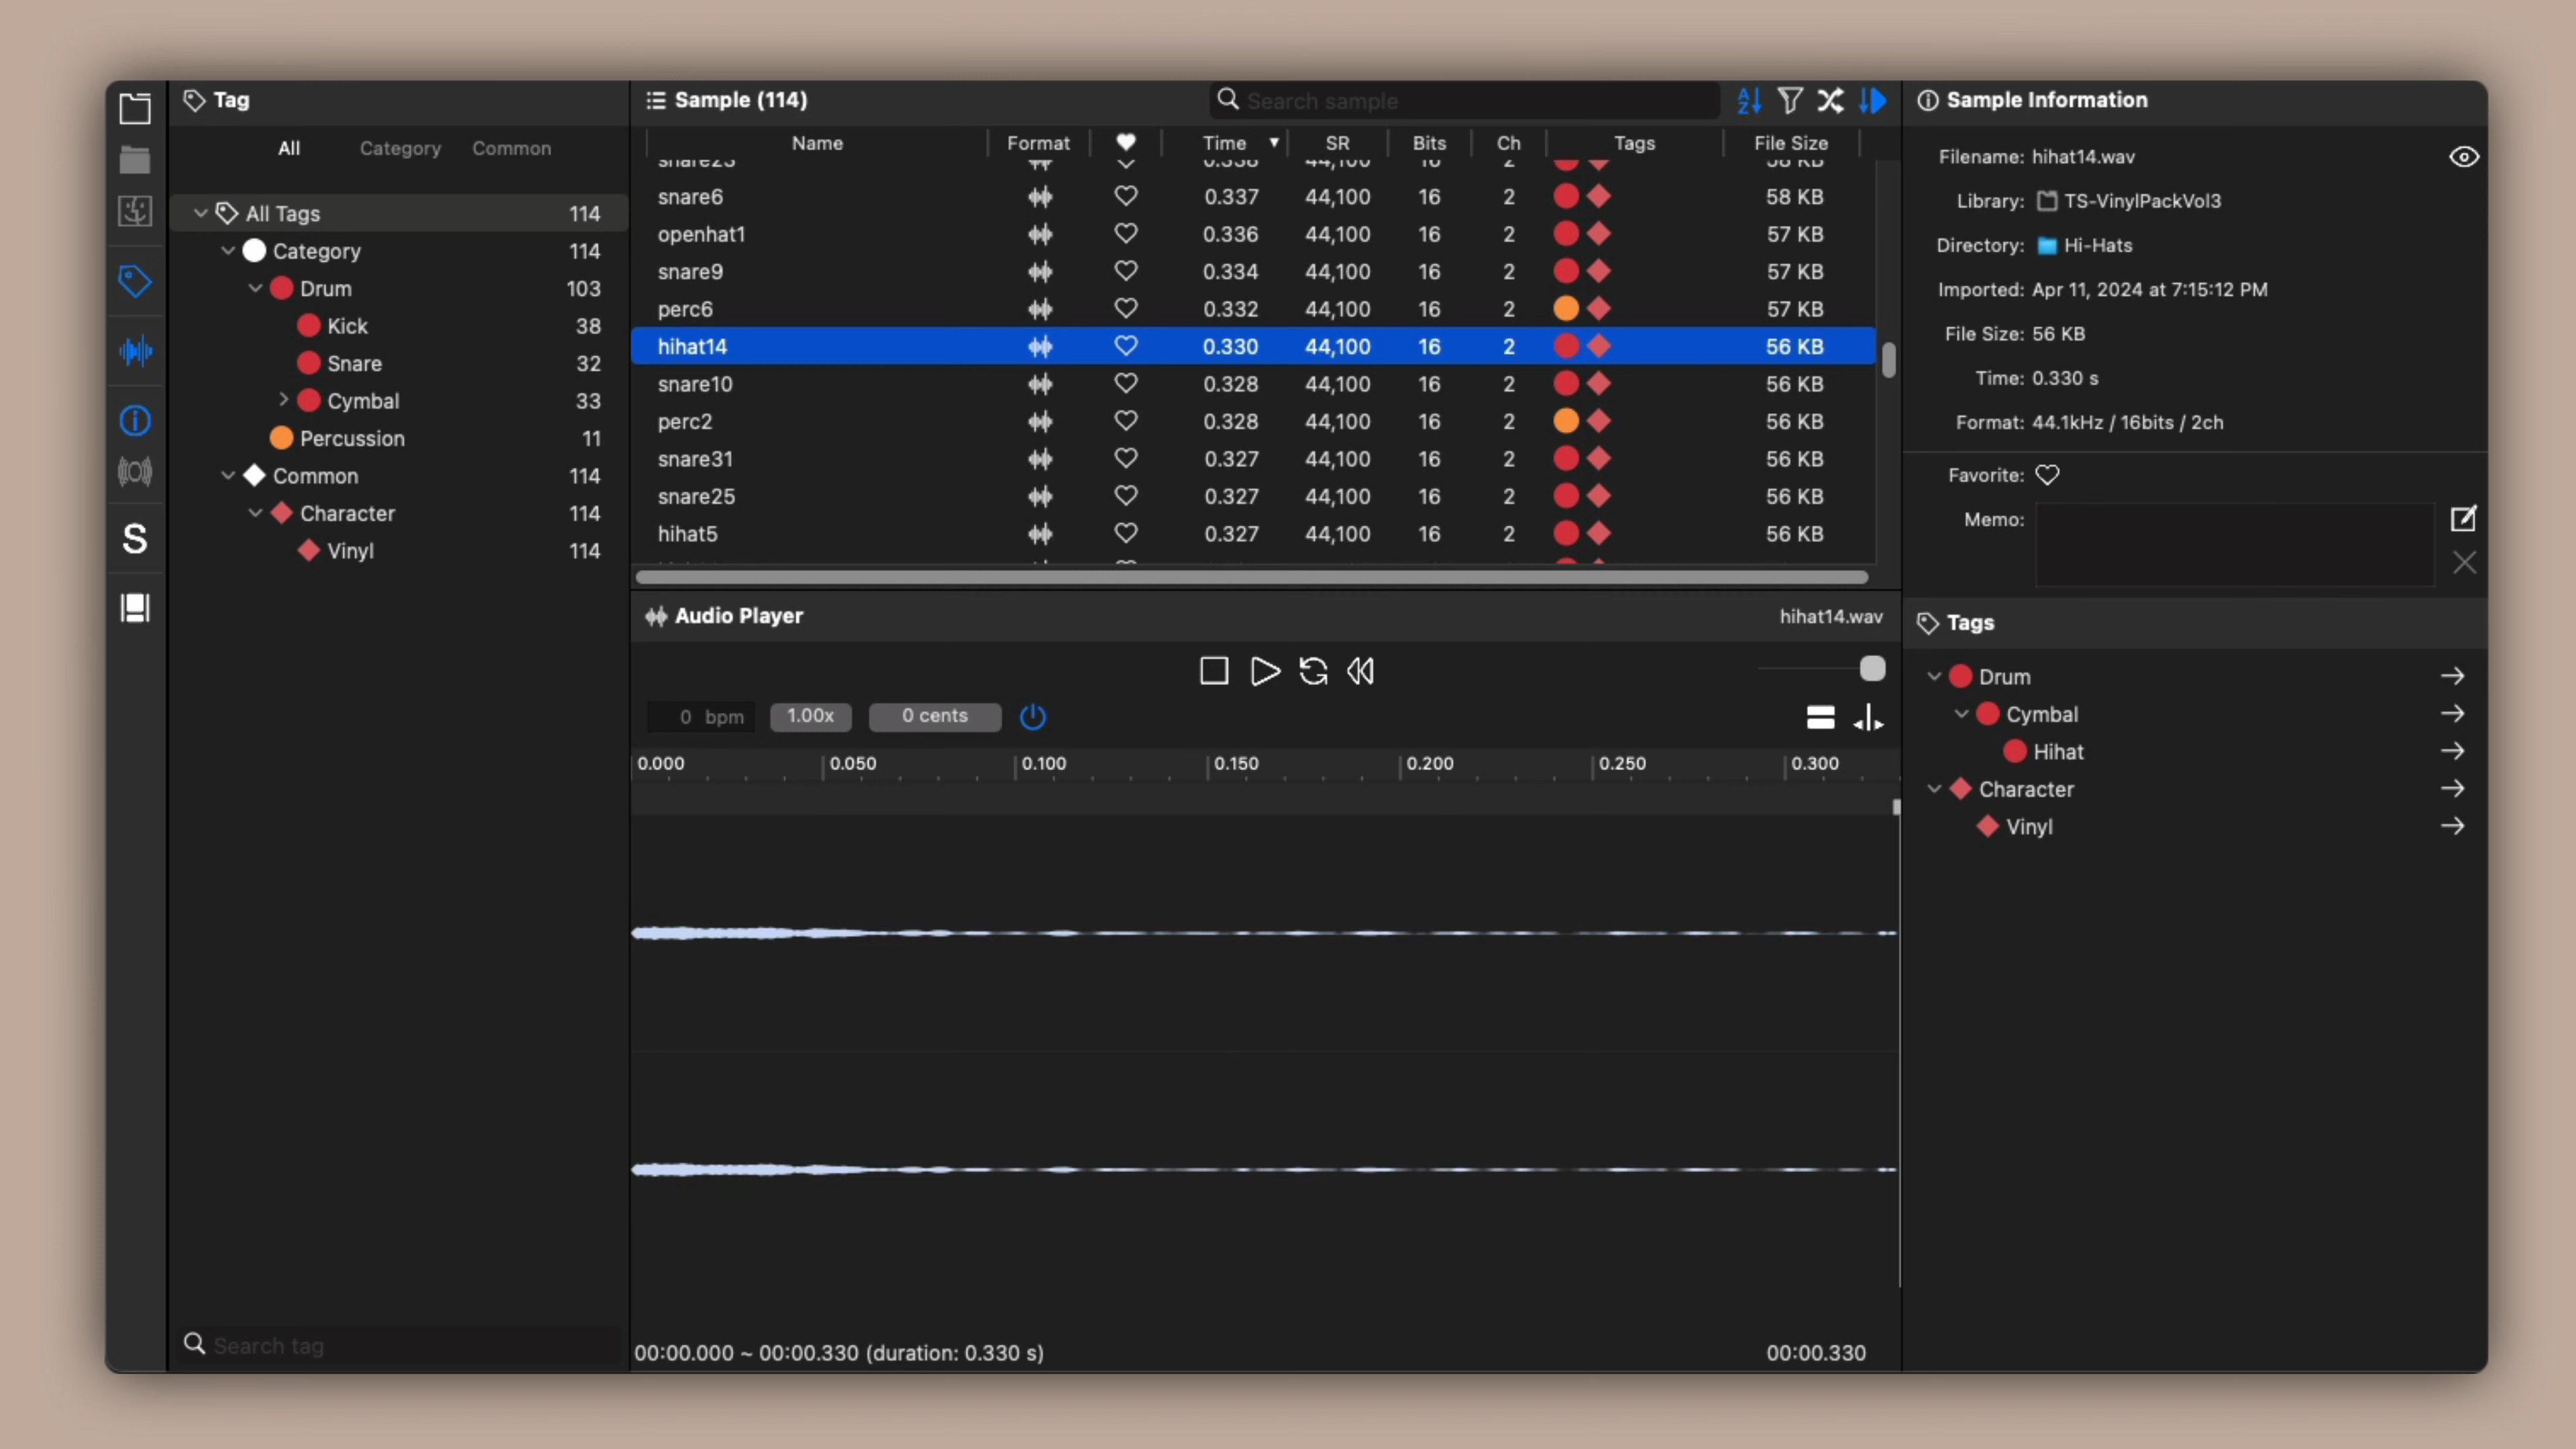 Tag
All Category Common
All Tags 114
Category 114
Drum 103
Kick 38
Snare 32
Cymbal 33
Percussion 11
Common 114
Character 114
Vinyl 114
Search tag
S
Sample (114)
Search sample
Name Format Time SR Bits Ch Tags File Size
snare6 0.337 44,100 16 2 58 KB
openhat1 0.336 44,100 16 2 57 KB
snare9 0.334 44,100 16 2 57 KB
perc6 0.332 44,100 16 2 57 KB
hihat14 0.330 44,100 16 2 56 KB
snare10 0.328 44,100 16 2 56 KB
perc2 0.328 44,100 16 2 56 KB
snare31 0.327 44,100 16 2 56 KB
snare25 0.327 44,100 16 2 56 KB
hihat5 0.327 44,100 16 2 56 KB
Audio Player hihat14.wav
0 bpm 1.00x 0 cents
0.000 0.050 0.100 0.150 0.200 0.250 0.300
00:00.000 ~ 00:00.330 (duration: 0.330 s) 00:00.330
Sample Information
Filename: hihat14.wav
Library: TS-VinylPackVol3
Directory: Hi-Hats
Imported: Apr 11, 2024 at 7:15:12 PM
File Size: 56 KB
Time: 0.330 s
Format: 44.1kHz / 16bits / 2ch
Favorite:
Memo:
Tags
Drum
Cymbal
Hihat
Character
Vinyl